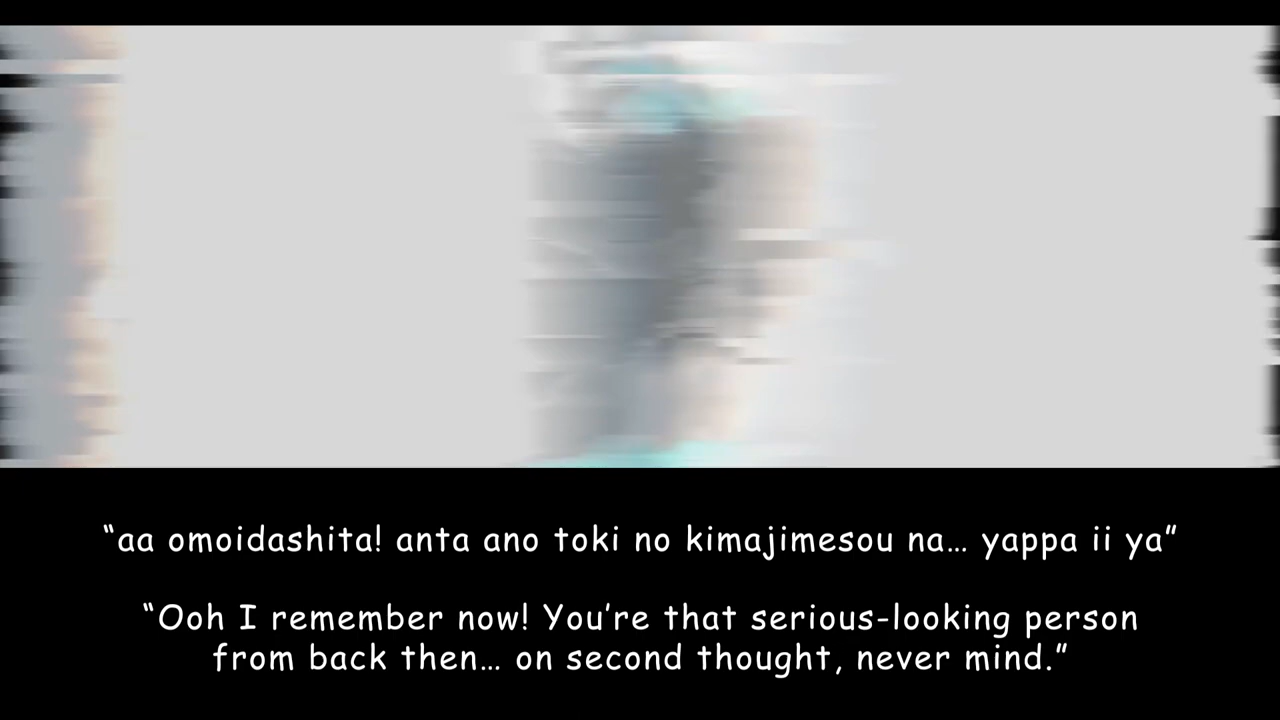 “aa omoidashita! anta ano toki no kimajimesou na… yappa ii ya”
“Ooh I remember now! You’re that serious-looking person
from back then… on second thought, never mind.”